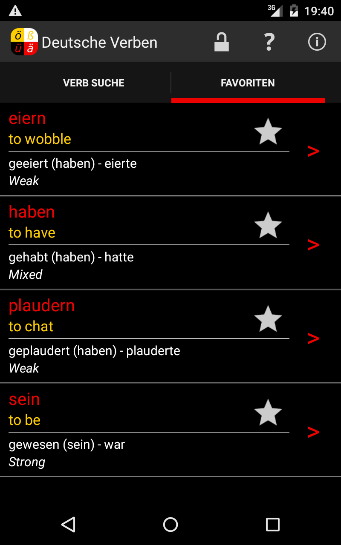 3G
19:40
ö ß
ü ä
Deutsche Verben
?
VERB SUCHE
FAVORITEN
eiern
to wobble
>
geeiert (haben) - eierte
Weak
haben
to have
>
gehabt (haben) - hatte
Mixed
plaudern
to chat
>
geplaudert (haben) - plauderte
Weak
sein
to be
>
gewesen (sein) - war
Strong